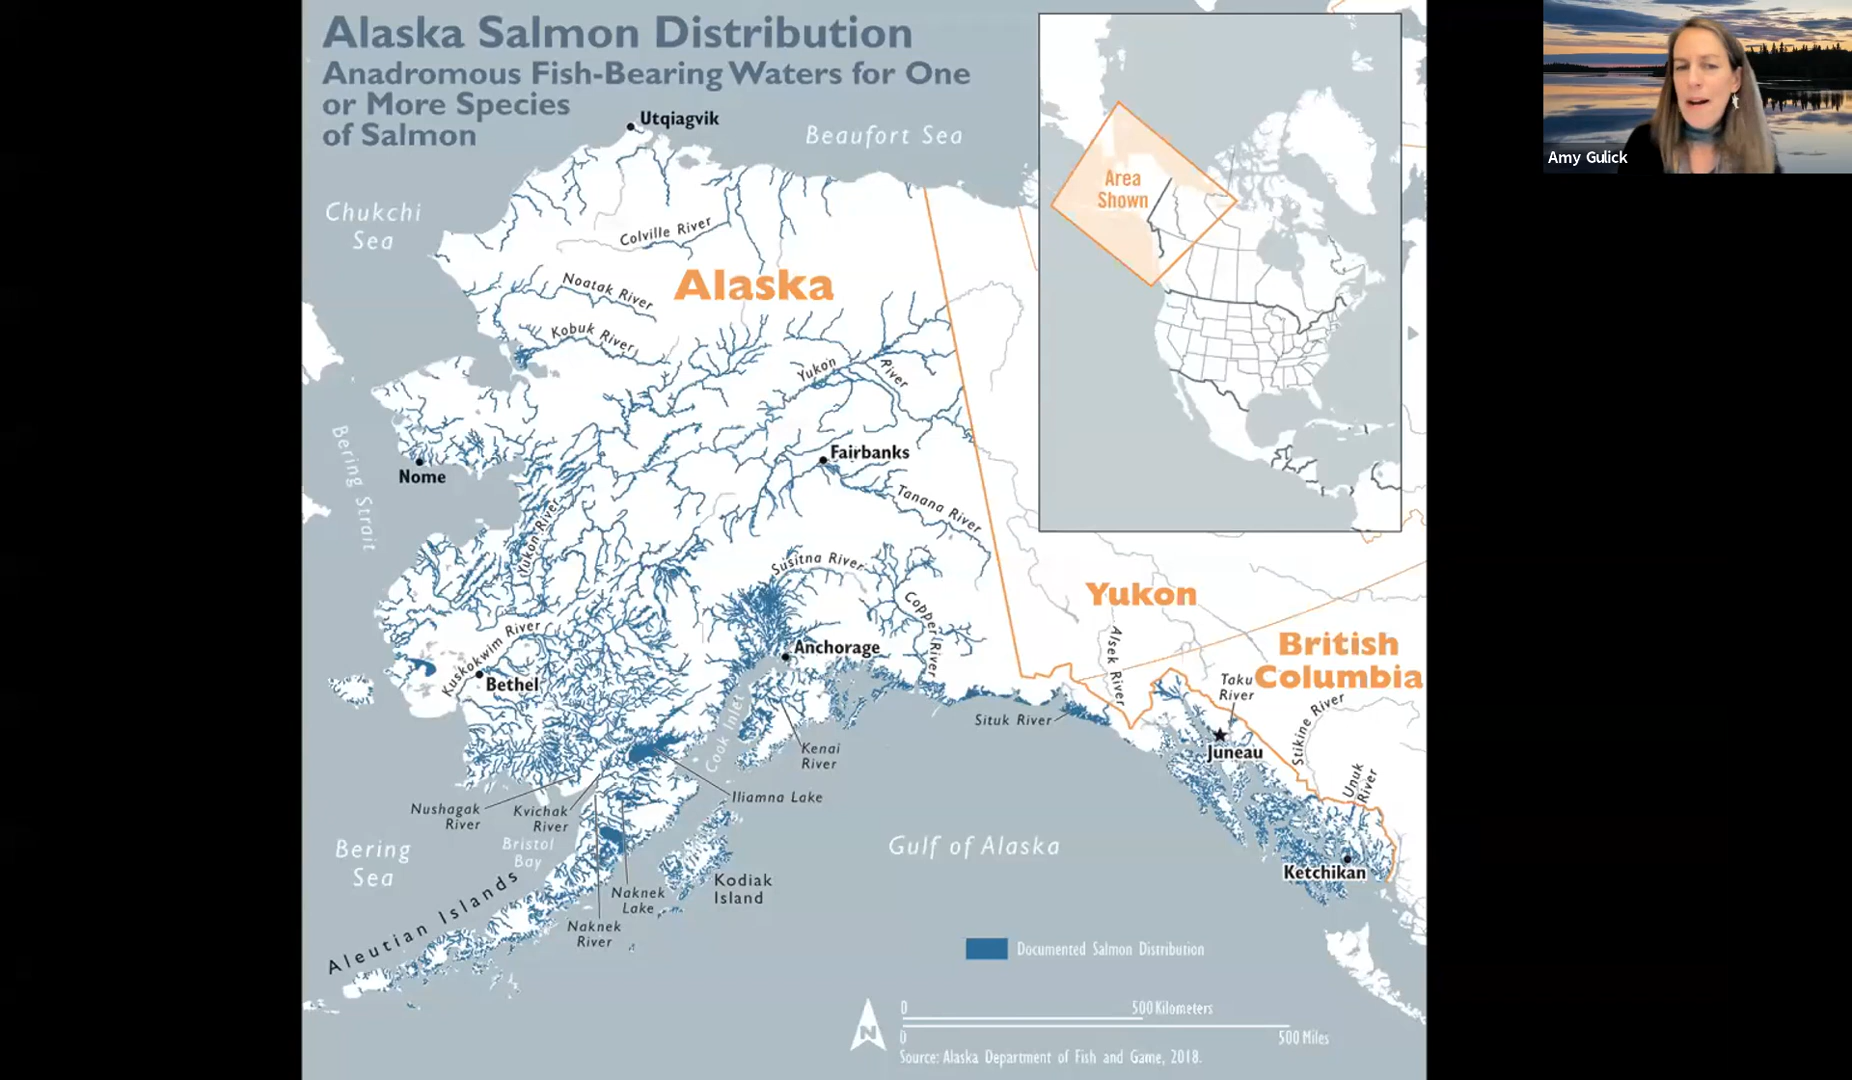 Alaska Salmon Distribution
Anadromous Fish-Bearing Waters for One
or More Species
of Salmon
Utqiagvik
Beaufort Sea
Chukchi
Sea
Area
Shown
Amy Gulick
Colville River
Noatak River
Alaska
Kobuk River
Yukon
River
Bering Strait
Nome
Fairbanks
Tanana River
Yukon River
Susitna River
Copper River
Kuskokwim River
Bethel
Anchorage
Yukon
Alsek River
British
Columbia
Taku
River
Stikine River
Situk River
Juneau
Unuk
River
Cook Inlet
Kenai
River
Iliamna Lake
Nushagak
River
Kvichak
River
Bristol
Bay
Bering
Sea
Gulf of Alaska
Ketchikan
Kodiak
Island
Naknek
Lake
Naknek
River
Aleutian Islands
Documented Salmon Distribution
N
0
500 Kilometers
0
500 Miles
Source: Alaska Department of Fish and Game, 2018.